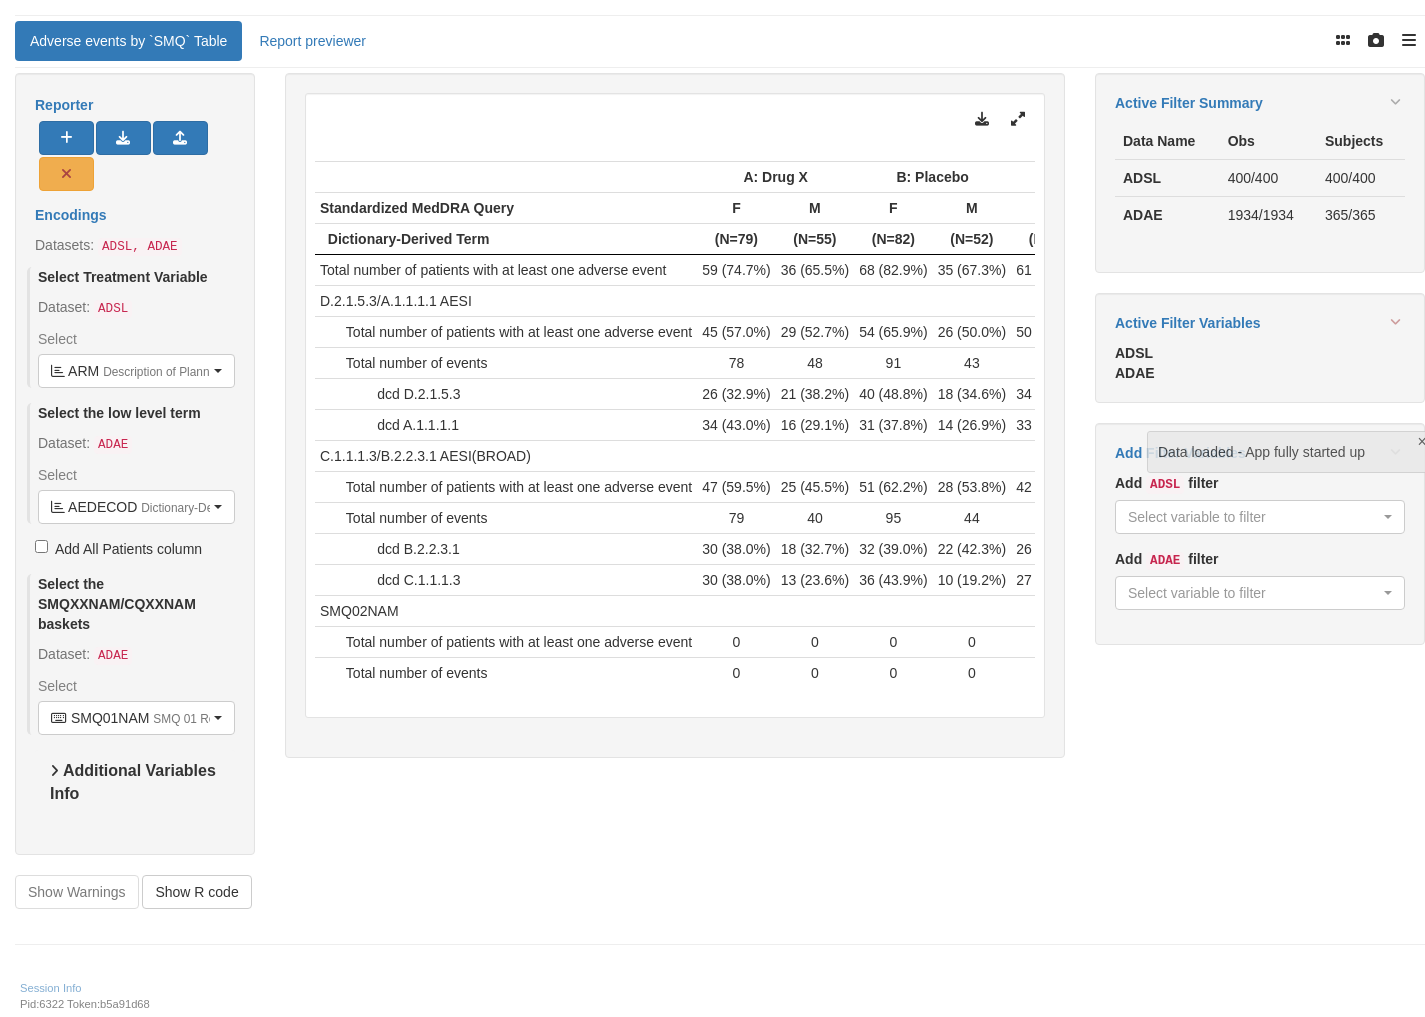 Adverse events by `SMQ` Table
Report previewer
Reporter
Encodings
Datasets: ADSL, ADAE
Select Treatment Variable
Dataset: ADSL
Select
ARM Description of Plann
Select the low level term
Dataset: ADAE
Select
AEDECOD Dictionary-De
Add All Patients column
Select the
SMQXXNAM/CQXXNAM
baskets
Dataset: ADAE
Select
SMQ01NAM SMQ 01 R
Additional Variables
Info
Show Warnings
Show R code
A: Drug X B: Placebo
Standardized MedDRA Query F M F M
Dictionary-Derived Term (N=79) (N=55) (N=82) (N=52) (
Total number of patients with at least one adverse event 59 (74.7%) 36 (65.5%) 68 (82.9%) 35 (67.3%) 61
D.2.1.5.3/A.1.1.1.1 AESI
Total number of patients with at least one adverse event 45 (57.0%) 29 (52.7%) 54 (65.9%) 26 (50.0%) 50
Total number of events 78 48 91 43
dcd D.2.1.5.3 26 (32.9%) 21 (38.2%) 40 (48.8%) 18 (34.6%) 34
dcd A.1.1.1.1 34 (43.0%) 16 (29.1%) 31 (37.8%) 14 (26.9%) 33
C.1.1.1.3/B.2.2.3.1 AESI(BROAD)
Total number of patients with at least one adverse event 47 (59.5%) 25 (45.5%) 51 (62.2%) 28 (53.8%) 42
Total number of events 79 40 95 44
dcd B.2.2.3.1 30 (38.0%) 18 (32.7%) 32 (39.0%) 22 (42.3%) 26
dcd C.1.1.1.3 30 (38.0%) 13 (23.6%) 36 (43.9%) 10 (19.2%) 27
SMQ02NAM
Total number of patients with at least one adverse event 0 0 0 0
Total number of events 0 0 0 0
Active Filter Summary
Data Name Obs Subjects
ADSL 400/400 400/400
ADAE 1934/1934 365/365
Active Filter Variables
ADSL
ADAE
Add
Data loaded - App fully started up
×
Add ADSL filter
Select variable to filter
Add ADAE filter
Select variable to filter
Session Info
Pid:6322 Token:b5a91d68